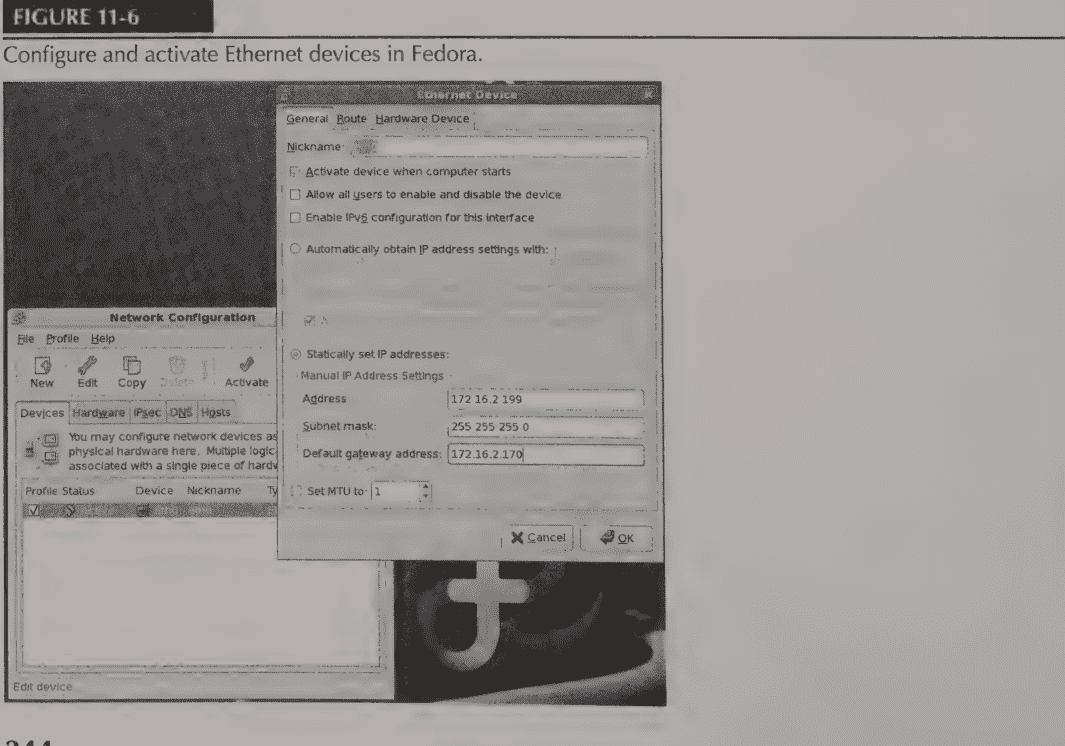 FIGURE 11-6
Configure and activate Ethernet devices in Fedora.
Ethernet Device
General Route Hardware Device
Nickname:
Activate device when computer starts
Allow all users to enable and disable the device
Enable IPv6 configuration for this interface
Automatically obtain IP address settings with:
Statically set IP addresses:
Manual IP Address Settings
Address 172 16.2 199
Subnet mask: 255 255 255 0
Default gateway address: 172.16.2.170
Set MTU to: 1
Cancel OK
Network Configuration
File Profile Help
New Edit Copy Delete Activate
Devices Hardware IPsec DNS Hosts
You may configure network devices as
physical hardware here. Multiple logic
associated with a single piece of hardw
Profile Status Device Nickname Ty
Edit device